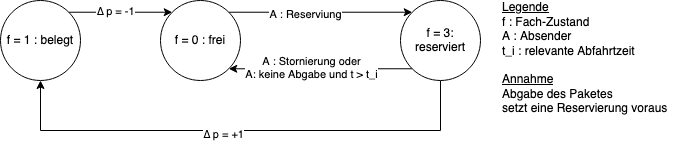 f = 1 : belegt
Δ p = -1
f = 0 : frei
A : Reserviung
f = 3:
reserviert
A : Stornierung oder
A: keine Abgabe und t > t_i
Δ p = +1
Legende
f : Fach-Zustand
A : Absender
t_i : relevante Abfahrtzeit
Annahme
Abgabe des Paketes
setzt eine Reservierung voraus